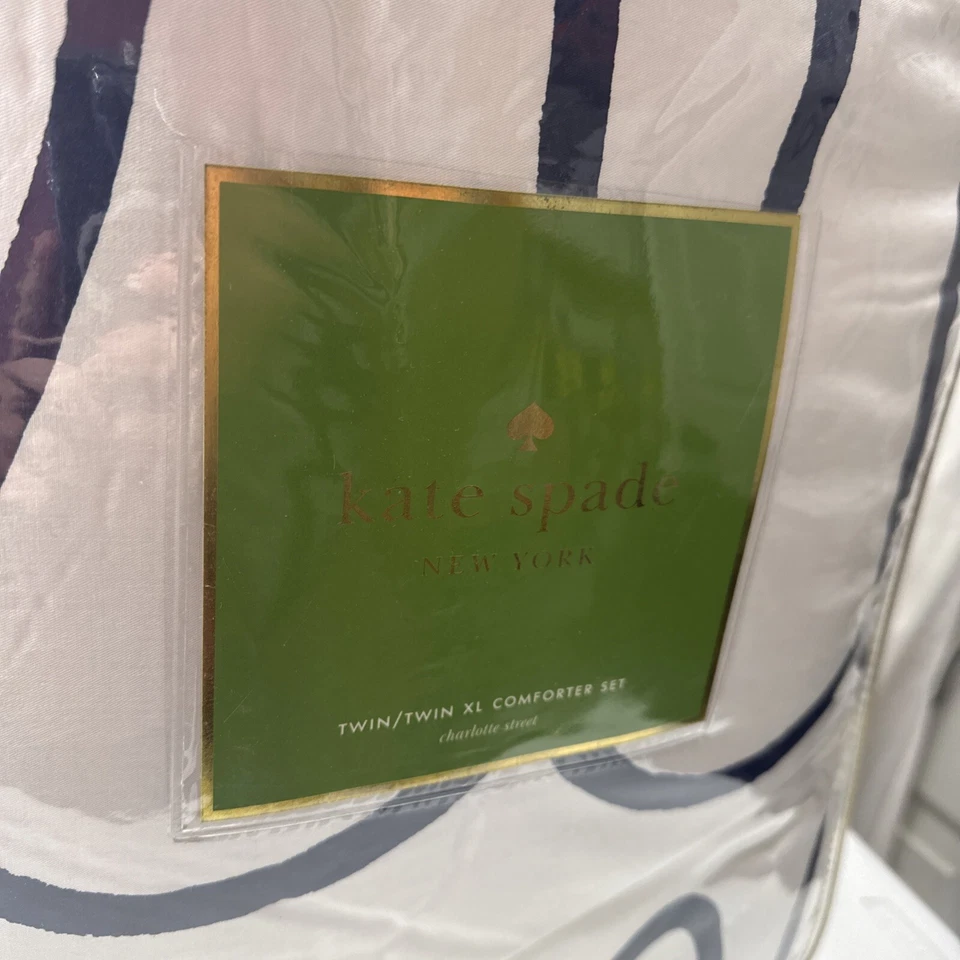 kate spade
NEW YORK
TWIN/TWIN XL COMFORTER SET
charlotte street